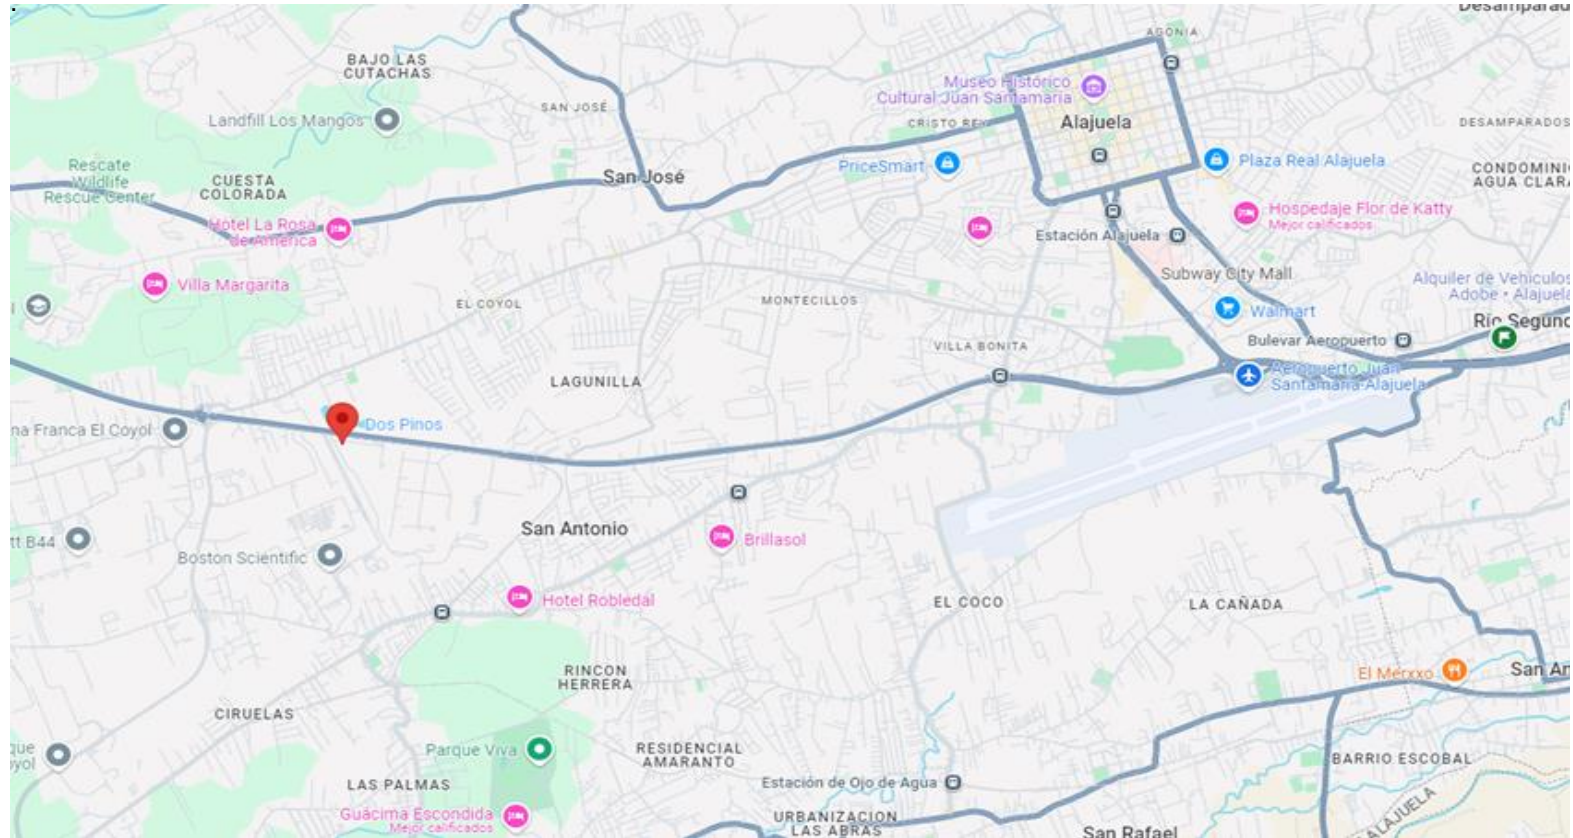 Desamparad
AGONIA
BAJO LAS
CUTACHAS
Museo Histórico
Cultural Juan Santamaría
SAN JOSÉ
Landfill Los Mangos
CRISTO REY
Alajuela
DESAMPARADOS
Rescate
Wildlife
Rescue Center
CUESTA
COLORADA
San José
PriceSmart
Plaza Real Alajuela
CONDOMINI
AGUA CLARA
Hotel La Rosa
de América
Hospedaje Flor de Katty
Mejor calificados
Estación Alajuela
Villa Margarita
Subway City Mall
Alquiler de Vehículos
Adobe • Alajuela
EL COYOL
MONTECILLOS
Walmart
Río Segund
VILLA BONITA
Bulevar Aeropuerto
LAGUNILLA
Aeropuerto Juan
Santamaría-Alajuela
na Franca El Coyol
Dos Pinos
San Antonio
tt B44
Brillasol
Boston Scientific
Hotel Robledal
EL COCO
LA CAÑADA
RINCON
HERRERA
El Mérxxo
San An
CIRUELAS
que
yol
Parque Viva
RESIDENCIAL
AMARANTO
BARRIO ESCOBAL
LAS PALMAS
Estación de Ojo de Agua
Guácima Escondida
Mejor calificados
URBANIZACION
LAS ABRAS
San Rafael
ALAJUELA